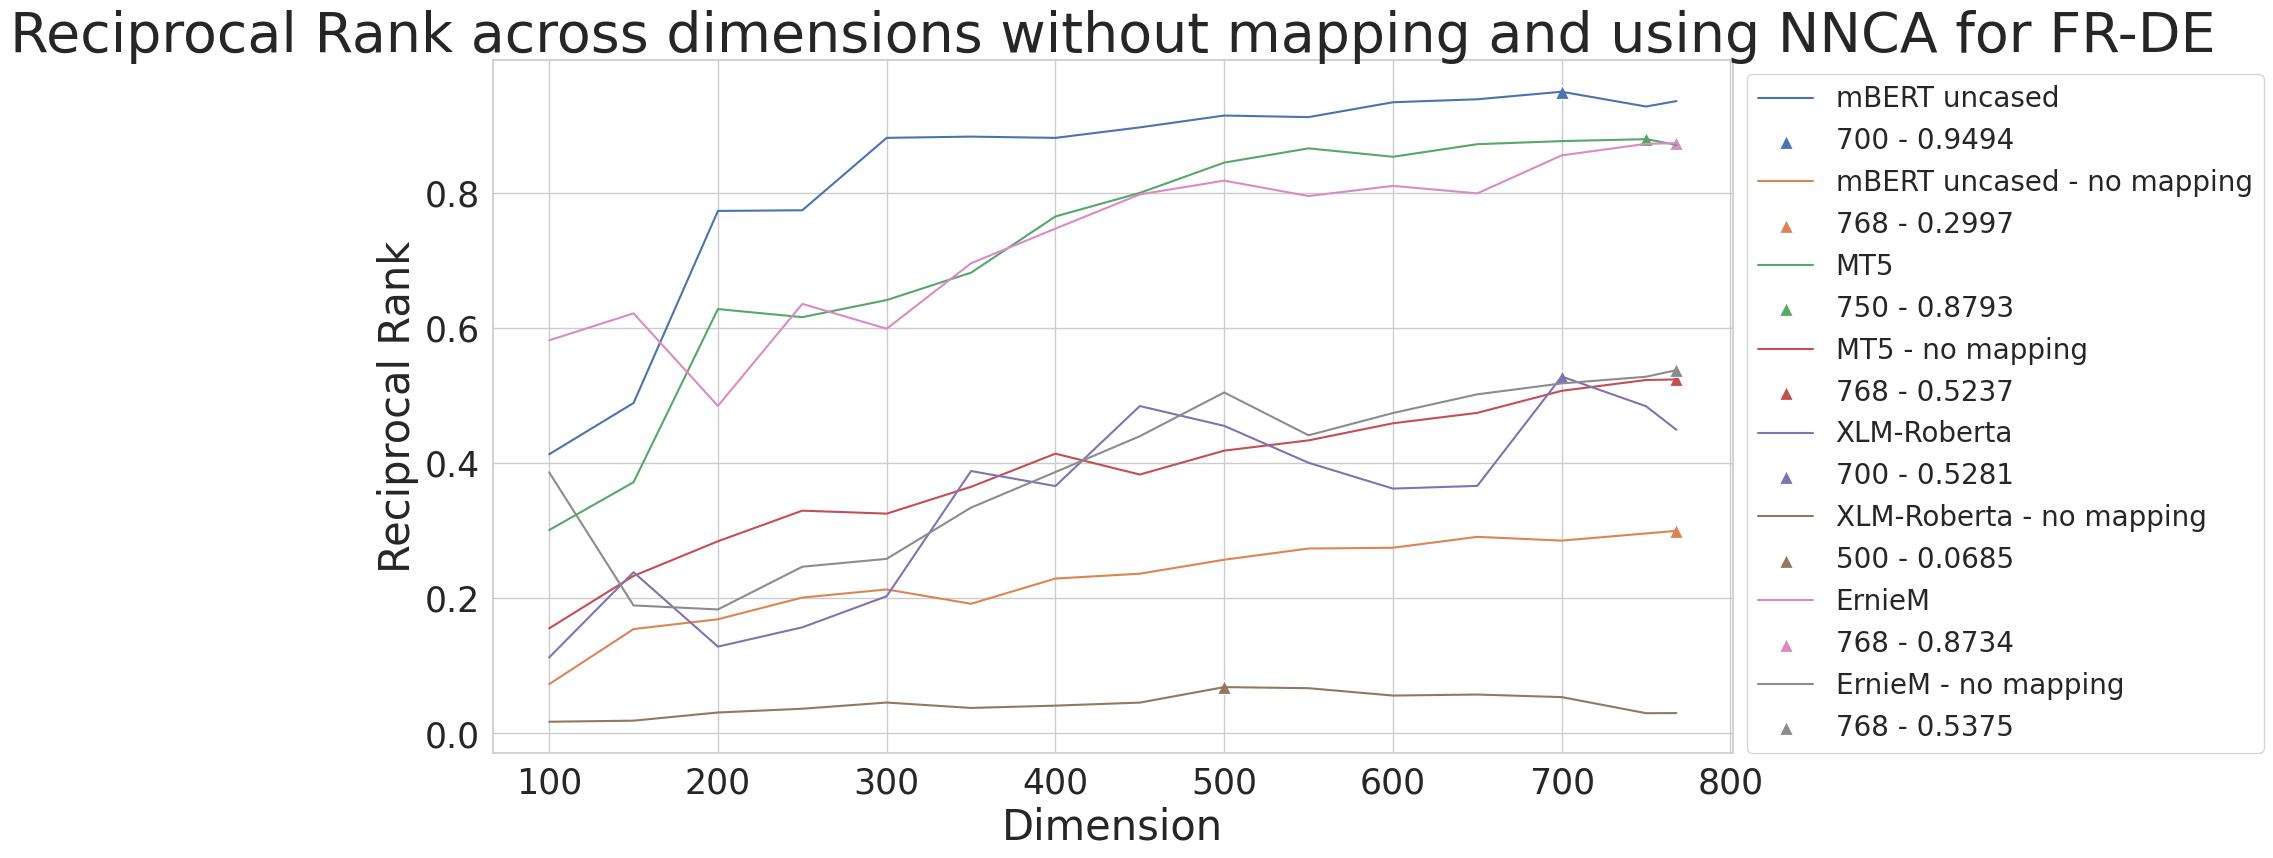 Reciprocal Rank across dimensions without mapping and using NNCA for FR-DE
Reciprocal Rank
0.8
0.6
0.4
0.2
0.0
100 200 300 400 500 600 700 800
Dimension
mBERT uncased
700 - 0.9494
mBERT uncased - no mapping
768 - 0.2997
MT5
750 - 0.8793
MT5 - no mapping
768 - 0.5237
XLM-Roberta
700 - 0.5281
XLM-Roberta - no mapping
500 - 0.0685
ErnieM
768 - 0.8734
ErnieM - no mapping
768 - 0.5375